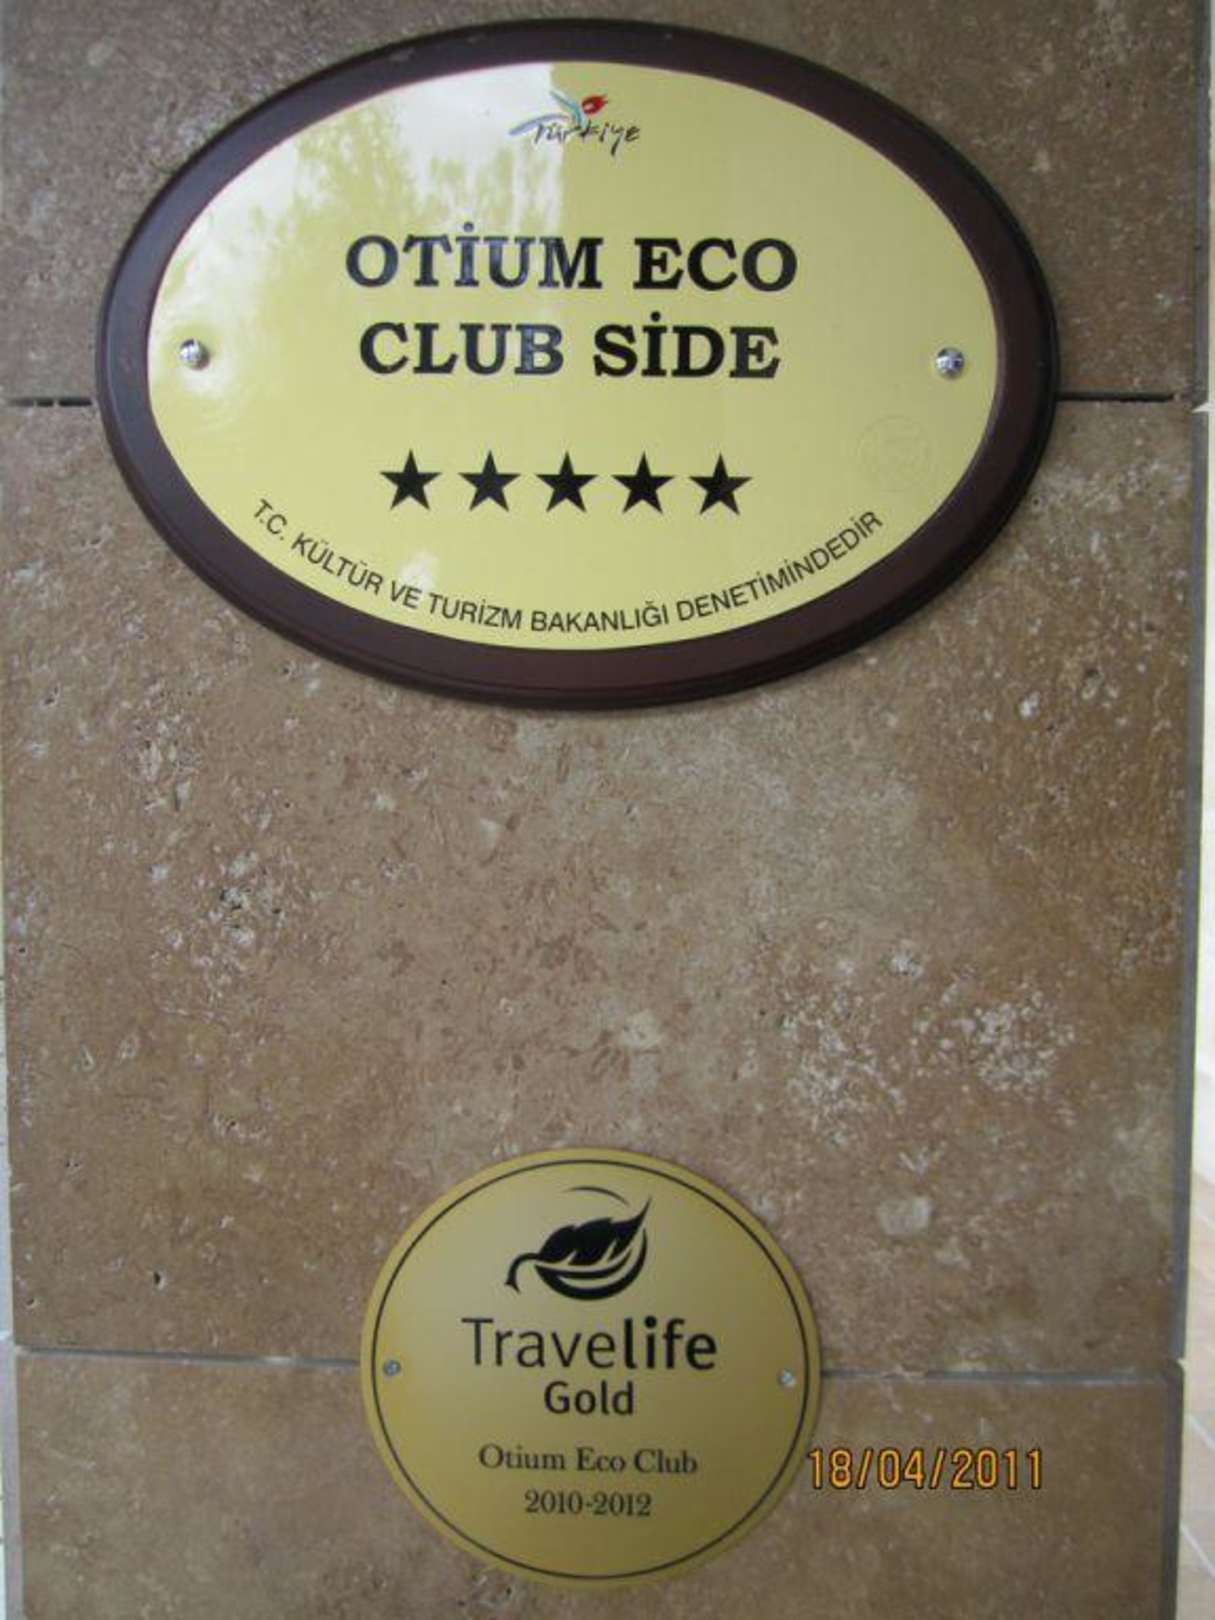 Türkiye
OTİUM ECO
CLUB SİDE
★★★★★
T.C. KÜLTÜR VE TURİZM BAKANLIĞI DENETİMİNDEDİR
Travelife
Gold
Otium Eco Club
2010-2012
18/04/2011